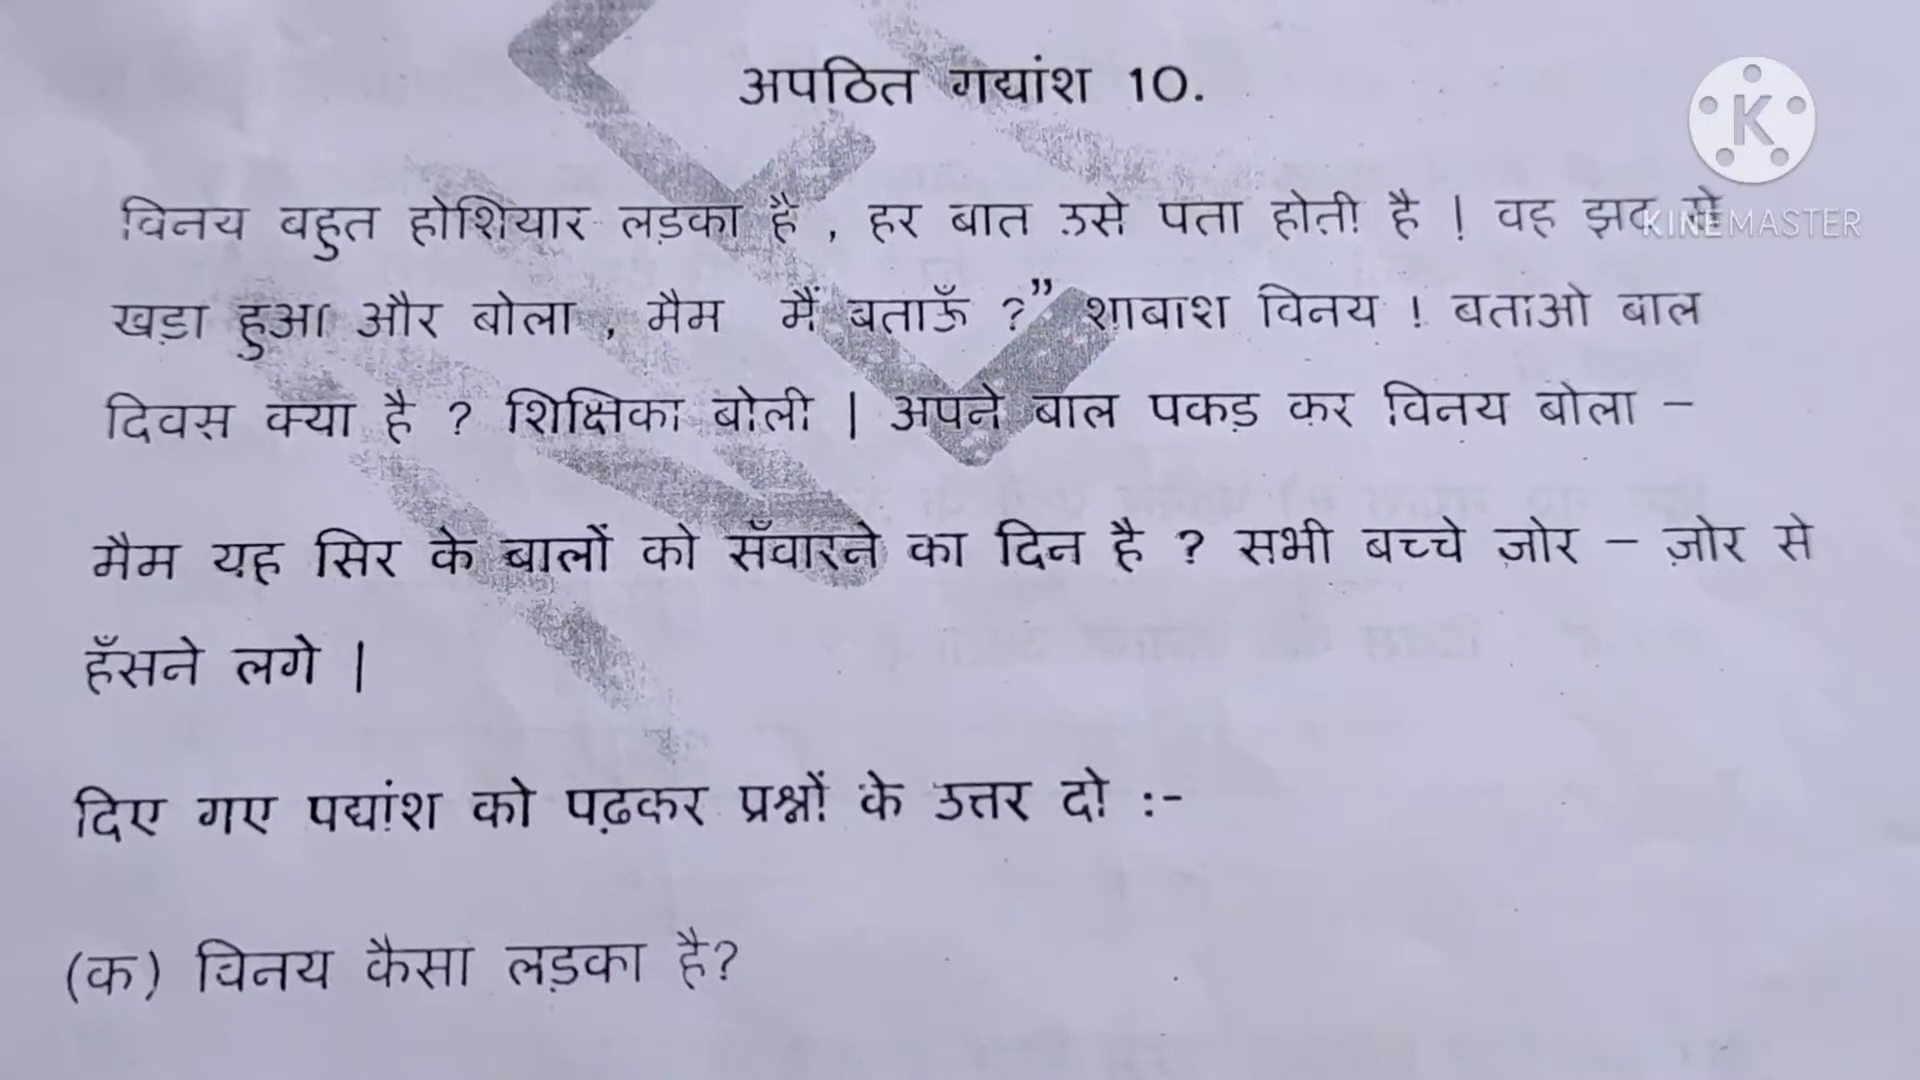 अपठित गद्यांश 10.
K
KINEMASTER
विनय बहुत होशियार लड़का है , हर बात उसे पता होती है ! वह झट से
खड़ा हुआ और बोला , मैम मैं बताऊँ ?” शाबाश विनय ! बताओ बाल
दिवस क्या है ? शिक्षिका बोली | अपने बाल पकड़ कर विनय बोला –
मैम यह सिर के बालों को सँवारने का दिन है ? सभी बच्चे ज़ोर – ज़ोर से
हँसने लगे |
दिए गए पद्यांश को पढ़कर प्रश्नों के उत्तर दो :-
(क) विनय कैसा लड़का है?